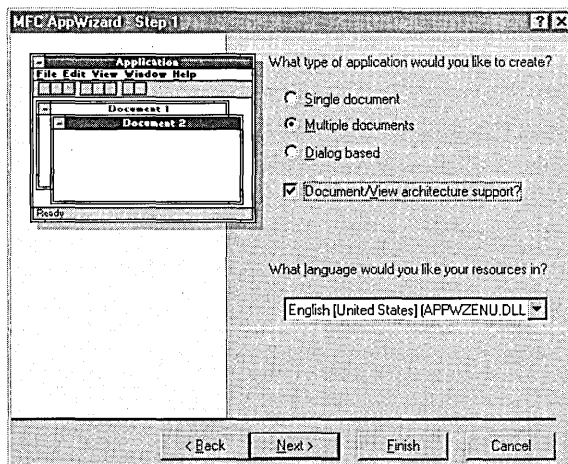 MFC AppWizard - Step 1
Application
File Edit View Window Help
Document 1
Document 2
Ready
What type of application would you like to create?
Single document
Multiple documents
Dialog based
Document/View architecture support?
What language would you like your resources in?
English [United States] (APPWZENU.DLL
< Back
Next >
Finish
Cancel